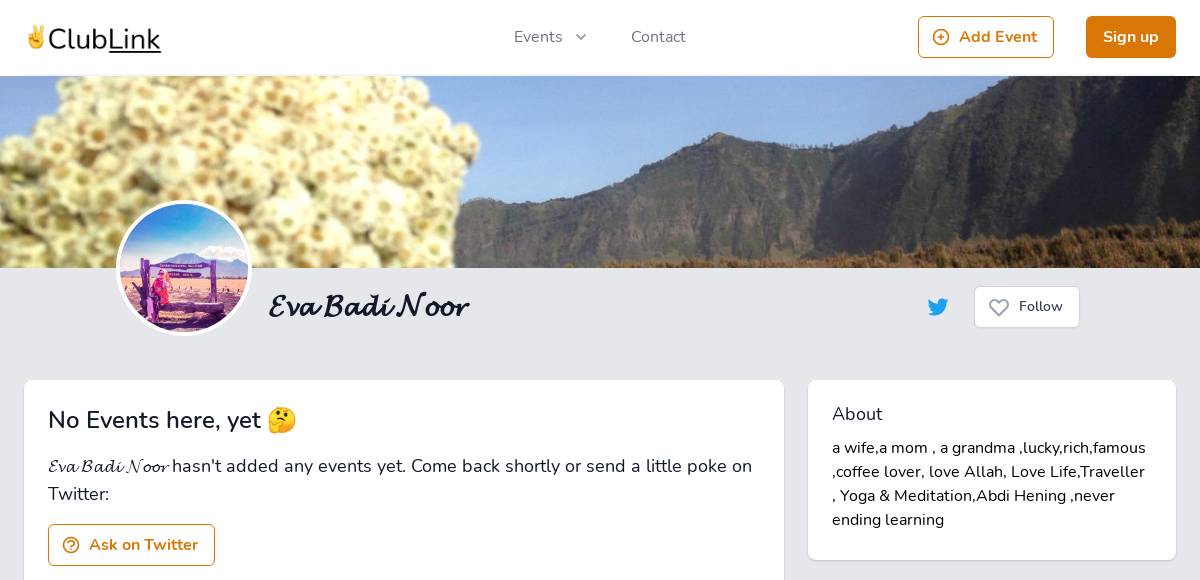 ✌ClubLink
Events
Contact
Add Event
Sign up
𝓔𝓿𝓪 𝓑𝓪𝓭𝓲 𝓝𝓸𝓸𝓻
Follow
No Events here, yet 🤔
𝓔𝓿𝓪 𝓑𝓪𝓭𝓲 𝓝𝓸𝓸𝓻 hasn't added any events yet. Come back shortly or send a little poke on
Twitter:
Ask on Twitter
About
a wife,a mom , a grandma ,lucky,rich,famous
,coffee lover, love Allah, Love Life,Traveller
, Yoga & Meditation,Abdi Hening ,never
ending learning